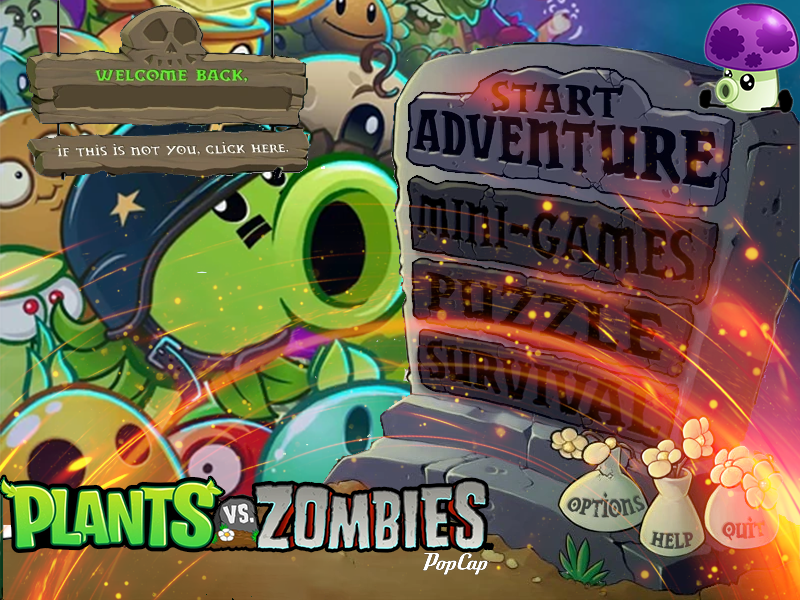 WELCOME BACK,
IF THIS IS NOT YOU, CLICK HERE.
START
ADVENTURE
MINI-GAMES
PUZZLE
SURVIVAL
OPTIONS
HELP
QUIT
PLANTS VS. ZOMBIES
PopCap